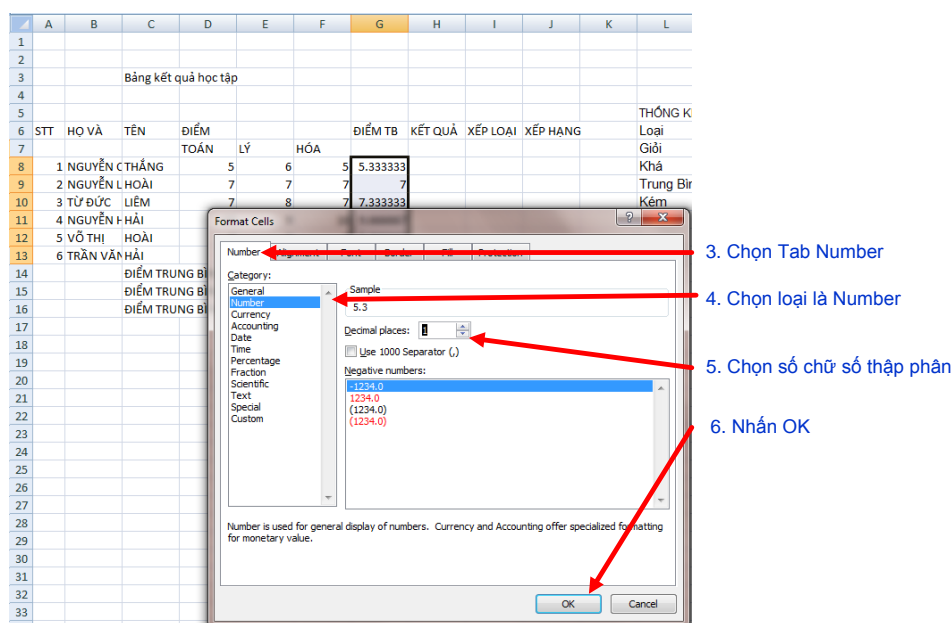 A B C D E F G H I J K L
1
2
3 Bảng kết quả học tập
4
5 THỐNG K
6 STT HỌ VÀ TÊN ĐIỂM ĐIỂM TB KẾT QUẢ XẾP LOẠI XẾP HẠNG Loại
7 TOÁN LÝ HÓA Giỏi
8 1 NGUYỄN C THẮNG 5 6 5 5.333333 Khá
9 2 NGUYỄN L HOÀI 7 7 7 7 Trung Bìn
10 3 TỪ ĐỨC LIÊM 7 8 7 7.333333 Kém
11 4 NGUYỄN H HẢI
12 5 VÕ THỊ HOÀI
13 6 TRẦN VĂN HẢI
14 ĐIỂM TRUNG BÌ
15 ĐIỂM TRUNG BÌ
16 ĐIỂM TRUNG BÌ
17
18
19
20
21
22
23
24
25
26
27
28
29
30
31
32
33
Format Cells
Number Alignment Font Border Fill Protection
Category:
General
Number
Currency
Accounting
Date
Time
Percentage
Fraction
Scientific
Text
Special
Custom
Sample
5.3
Decimal places: 1
Use 1000 Separator (,)
Negative numbers:
-1234.0
1234.0
(1234.0)
(1234.0)
Number is used for general display of numbers. Currency and Accounting offer specialized formatting
for monetary value.
OK Cancel
3. Chọn Tab Number
4. Chọn loại là Number
5. Chọn số chữ số thập phân
6. Nhấn OK